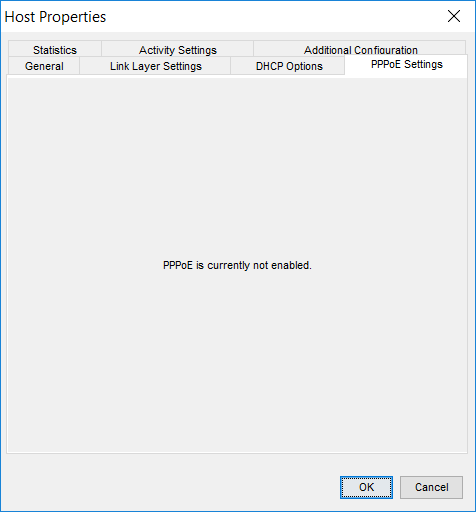 Host Properties
Statistics Activity Settings Additional Configuration
General Link Layer Settings DHCP Options PPPoE Settings
PPPoE is currently not enabled.
OK Cancel